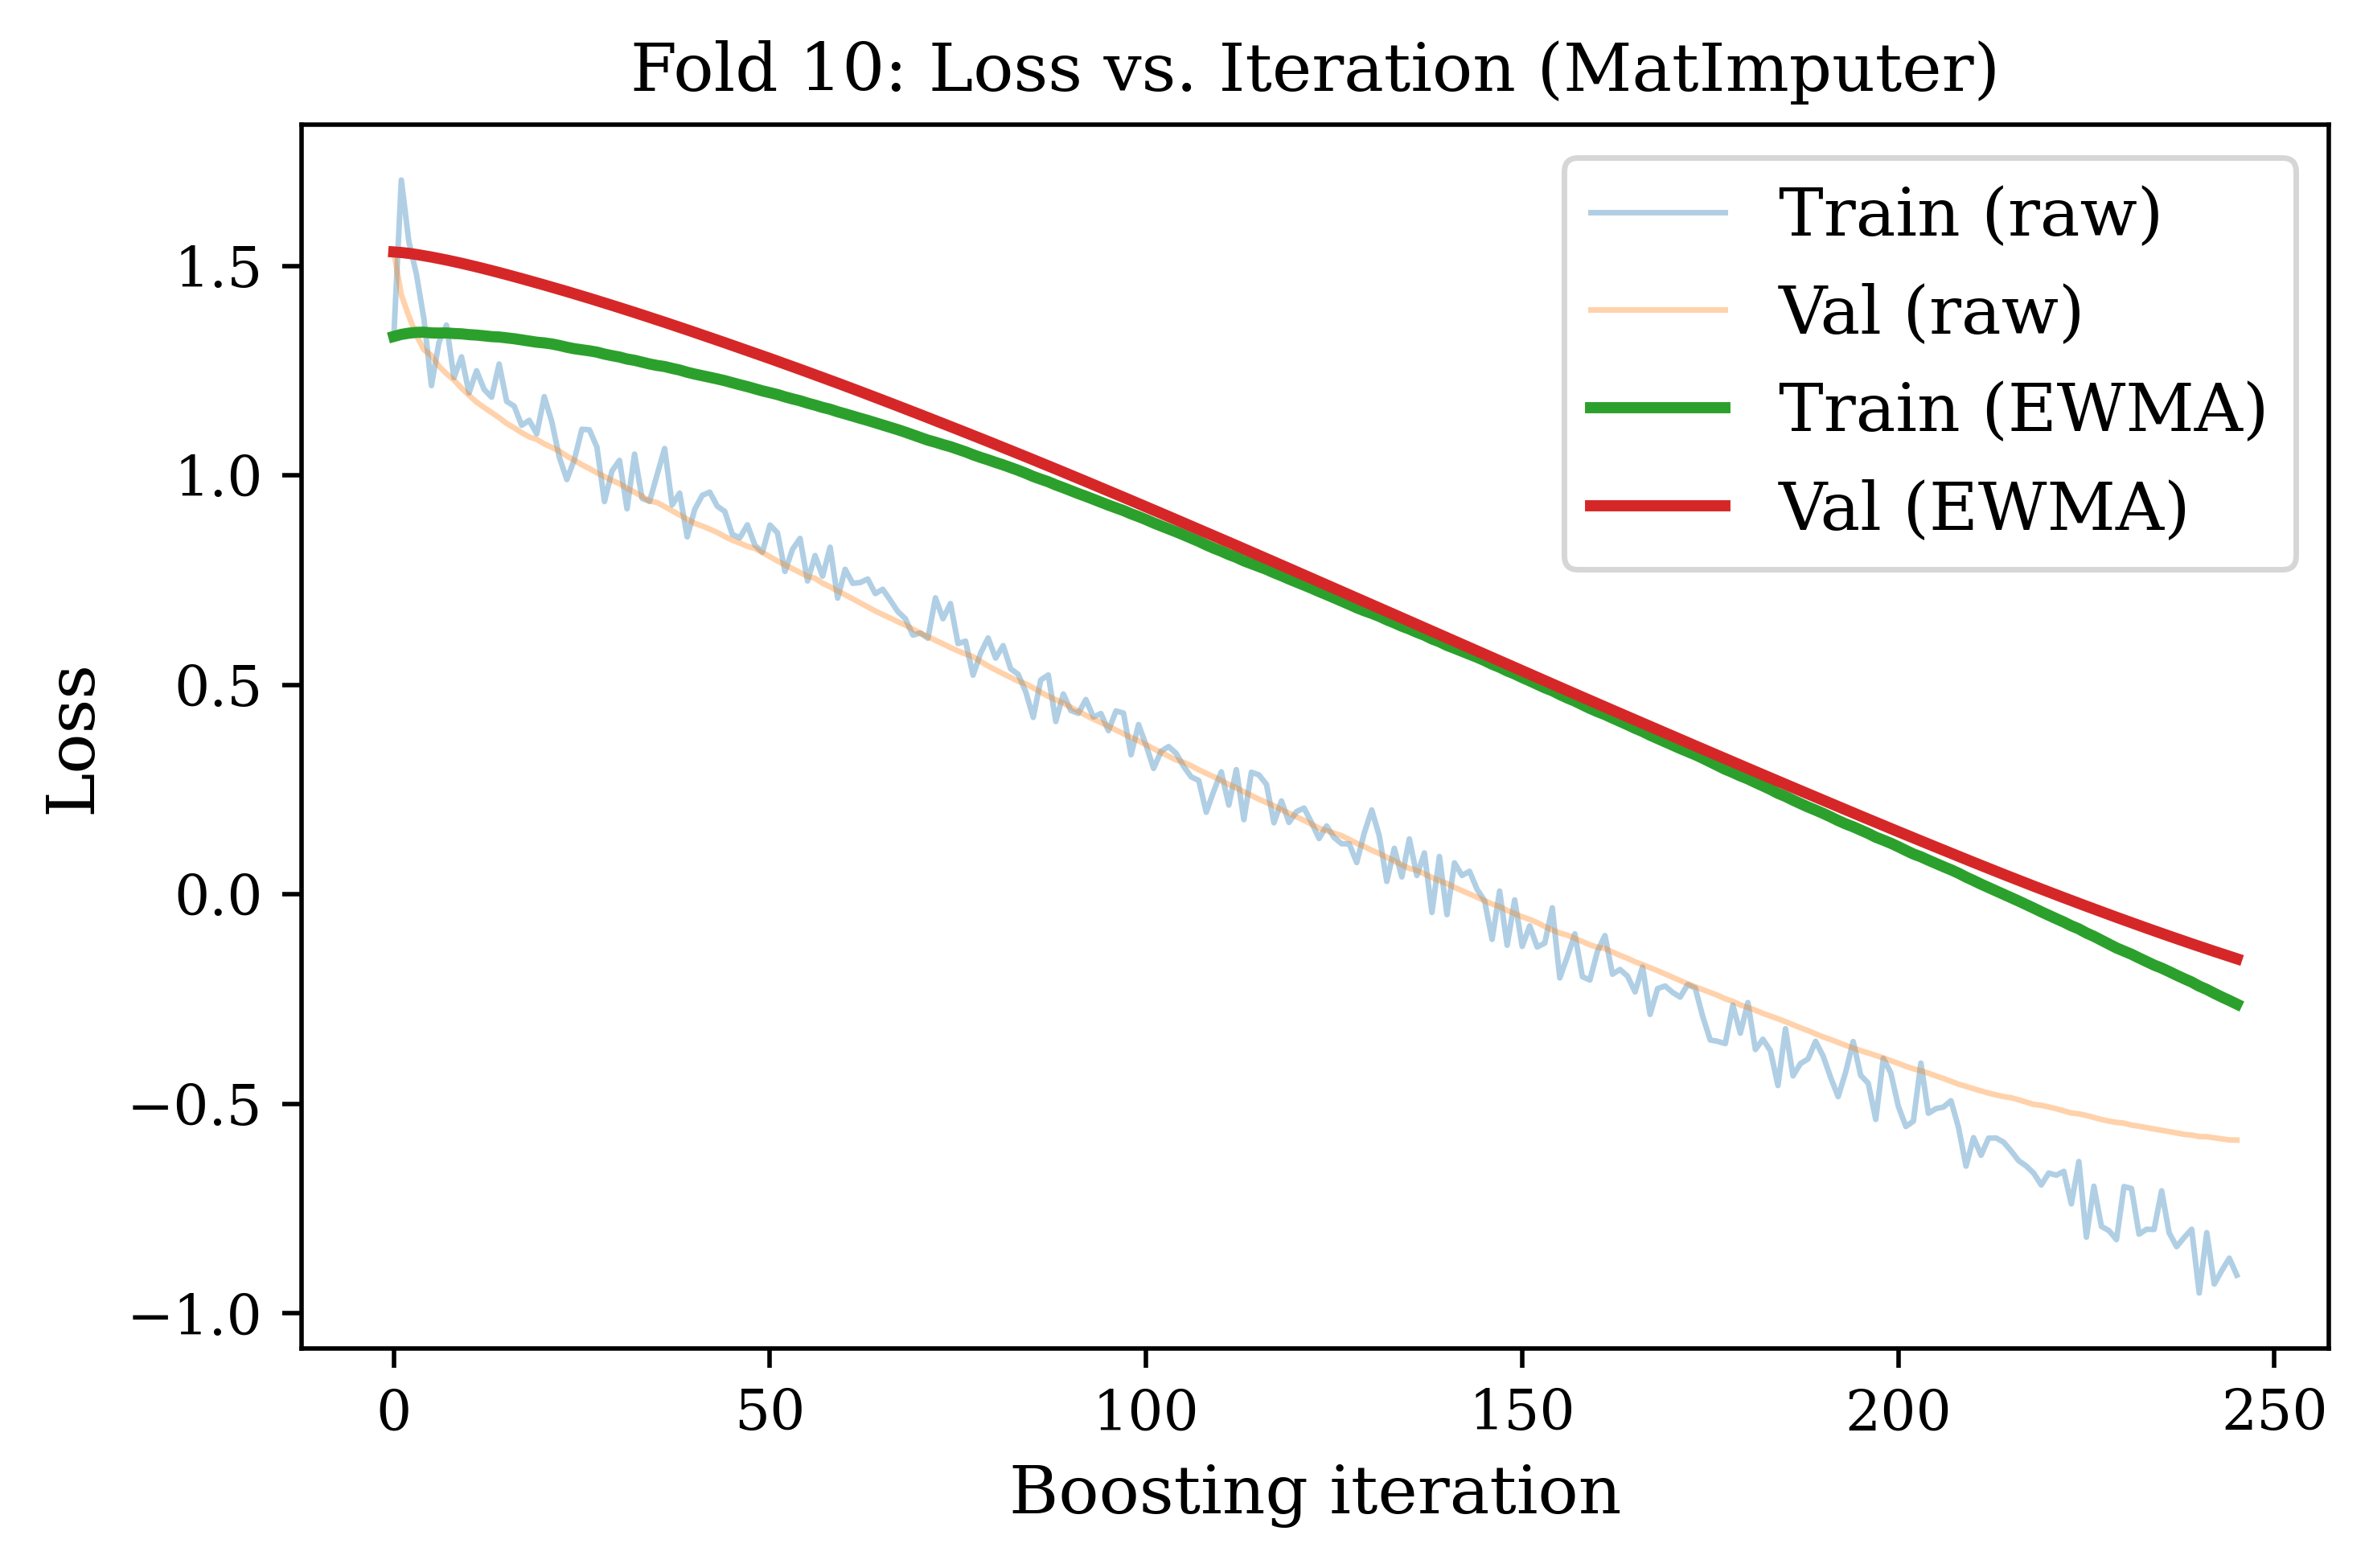 Fold 10: Loss vs. Iteration (MatImputer)
Train (raw)
Val (raw)
Train (EWMA)
Val (EWMA)
Loss
1.5
1.0
0.5
0.0
−0.5
−1.0
0 50 100 150 200 250
Boosting iteration